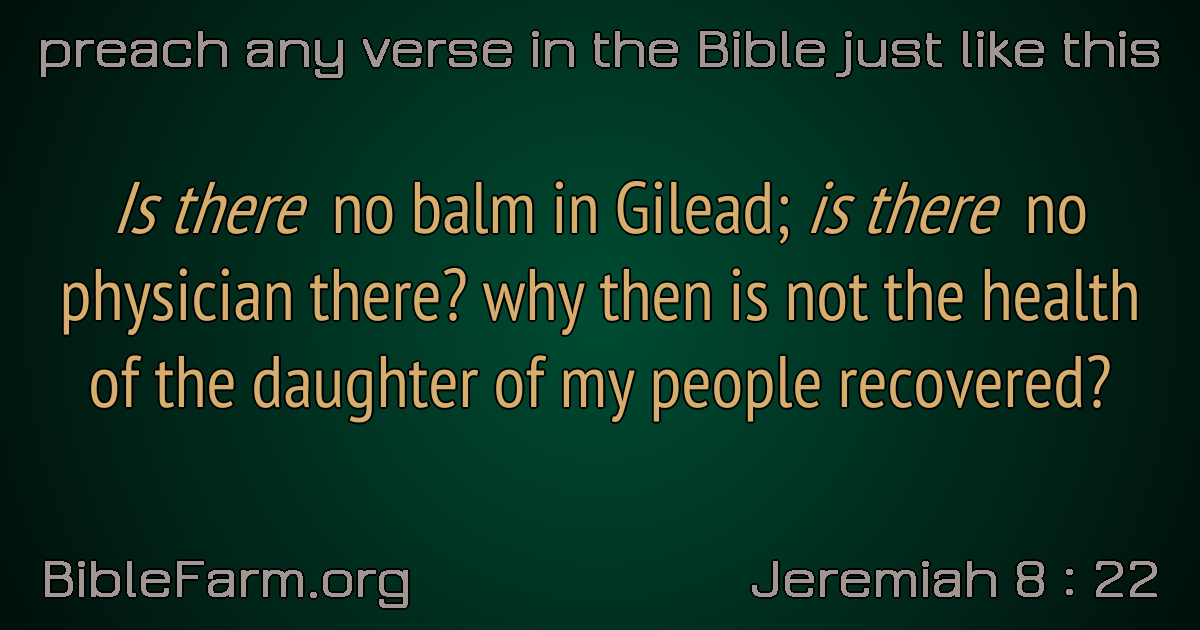 preach any verse in the Bible just like this
Is there no balm in Gilead; is there no
physician there? why then is not the health
of the daughter of my people recovered?
BibleFarm.org
Jeremiah 8 : 22